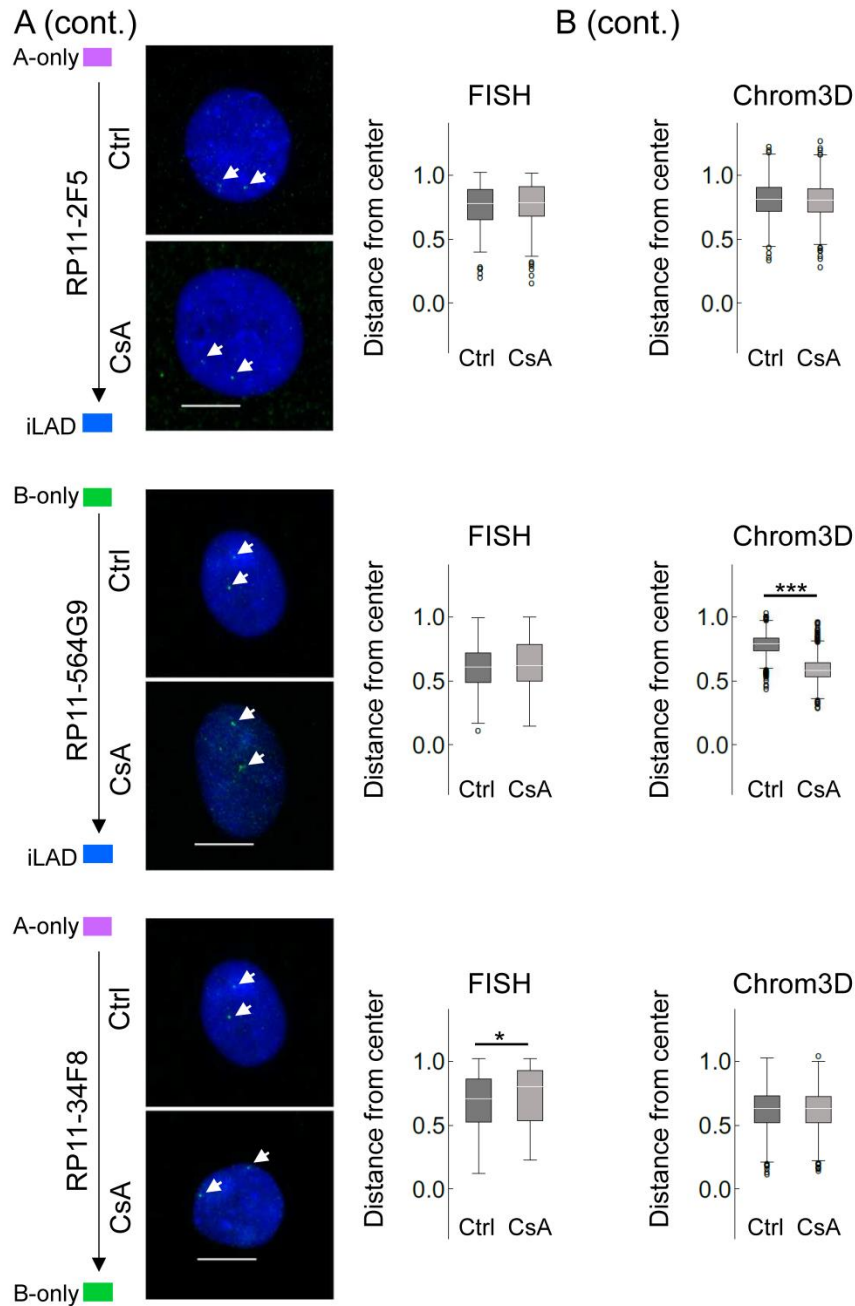 A (cont.)
B (cont.)
A-only
Ctrl
RP11-2F5
CsA
iLAD
FISH
Distance from center
1.0
0.5
0.0
Ctrl CsA
Chrom3D
Distance from center
1.0
0.5
0.0
Ctrl CsA
B-only
Ctrl
RP11-564G9
CsA
iLAD
FISH
Distance from center
1.0
0.5
0.0
Ctrl CsA
Chrom3D
***
Distance from center
1.0
0.5
0.0
Ctrl CsA
A-only
Ctrl
RP11-34F8
CsA
B-only
FISH
*
Distance from center
1.0
0.5
0.0
Ctrl CsA
Chrom3D
Distance from center
1.0
0.5
0.0
Ctrl CsA